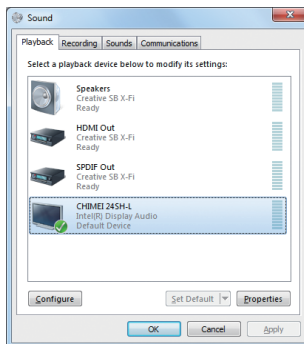 Sound
Playback Recording Sounds Communications
Select a playback device below to modify its settings:
Speakers
Creative SB X-Fi
Ready
HDMI Out
Creative SB X-Fi
Ready
SPDIF Out
Creative SB X-Fi
Ready
CHIMEI 24SH-L
Intel(R) Display Audio
Default Device
Configure Set Default Properties
OK Cancel Apply